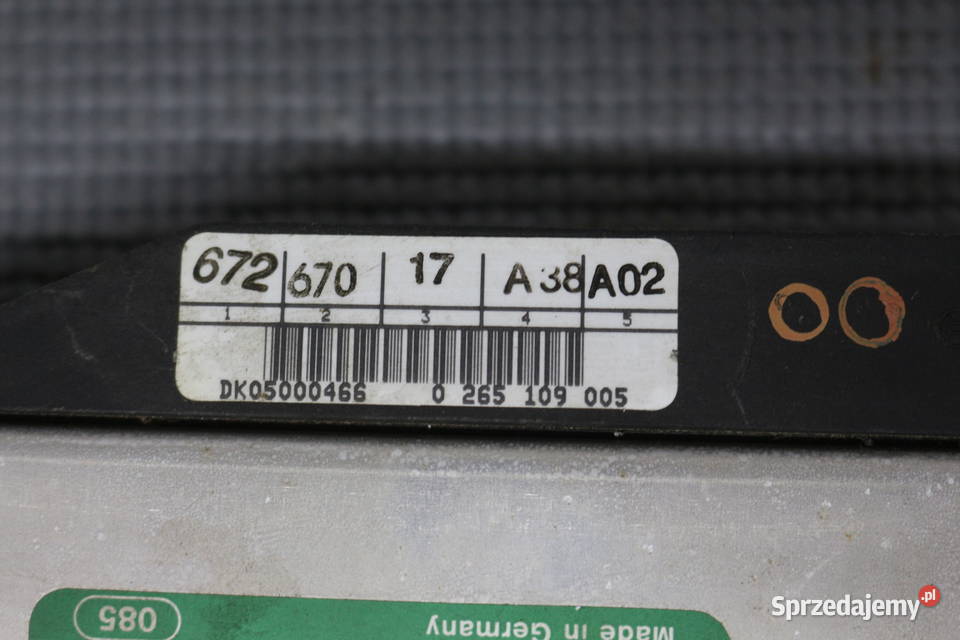 672 670 17 A38 A02
1 2 3 4 5
DK05000466 0 265 109 005
085 Made in Germany
Sprzedajemy.pl